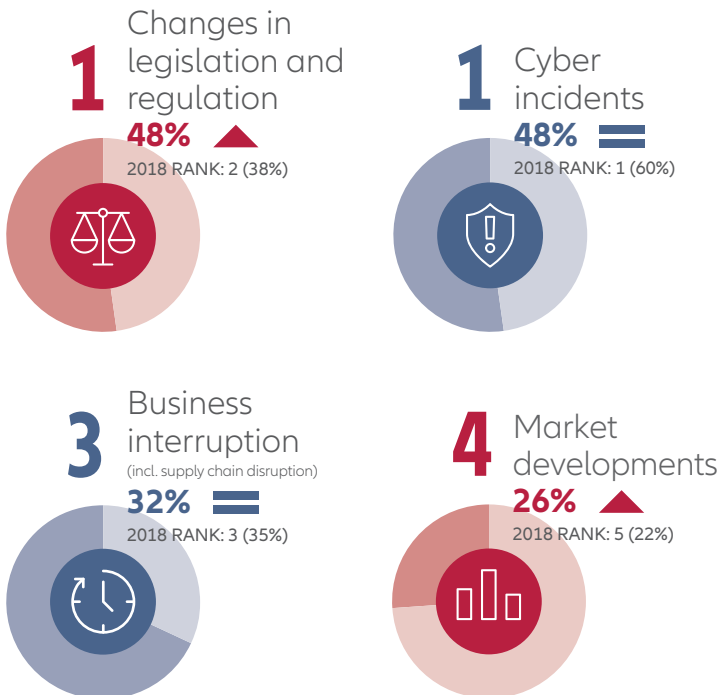 1
Changes in
legislation and
regulation
48%
2018 RANK: 2 (38%)
1
Cyber
incidents
48%
2018 RANK: 1 (60%)
3
Business
interruption
(incl. supply chain disruption)
32%
2018 RANK: 3 (35%)
4
Market
developments
26%
2018 RANK: 5 (22%)